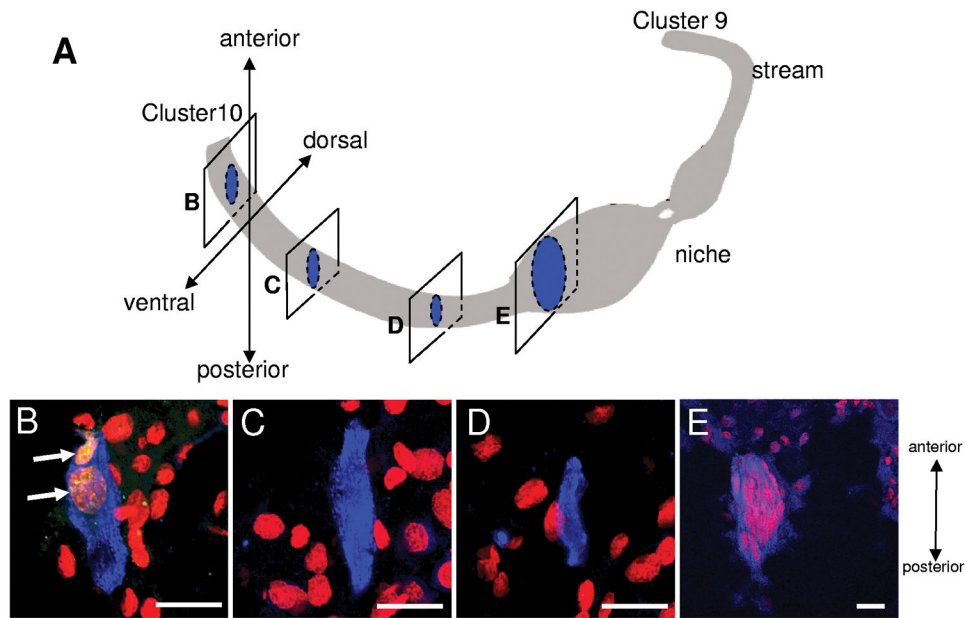 A
anterior
Cluster 9
stream
Cluster10
dorsal
B
C
niche
ventral
D
E
posterior
B
C
D
E
anterior
posterior